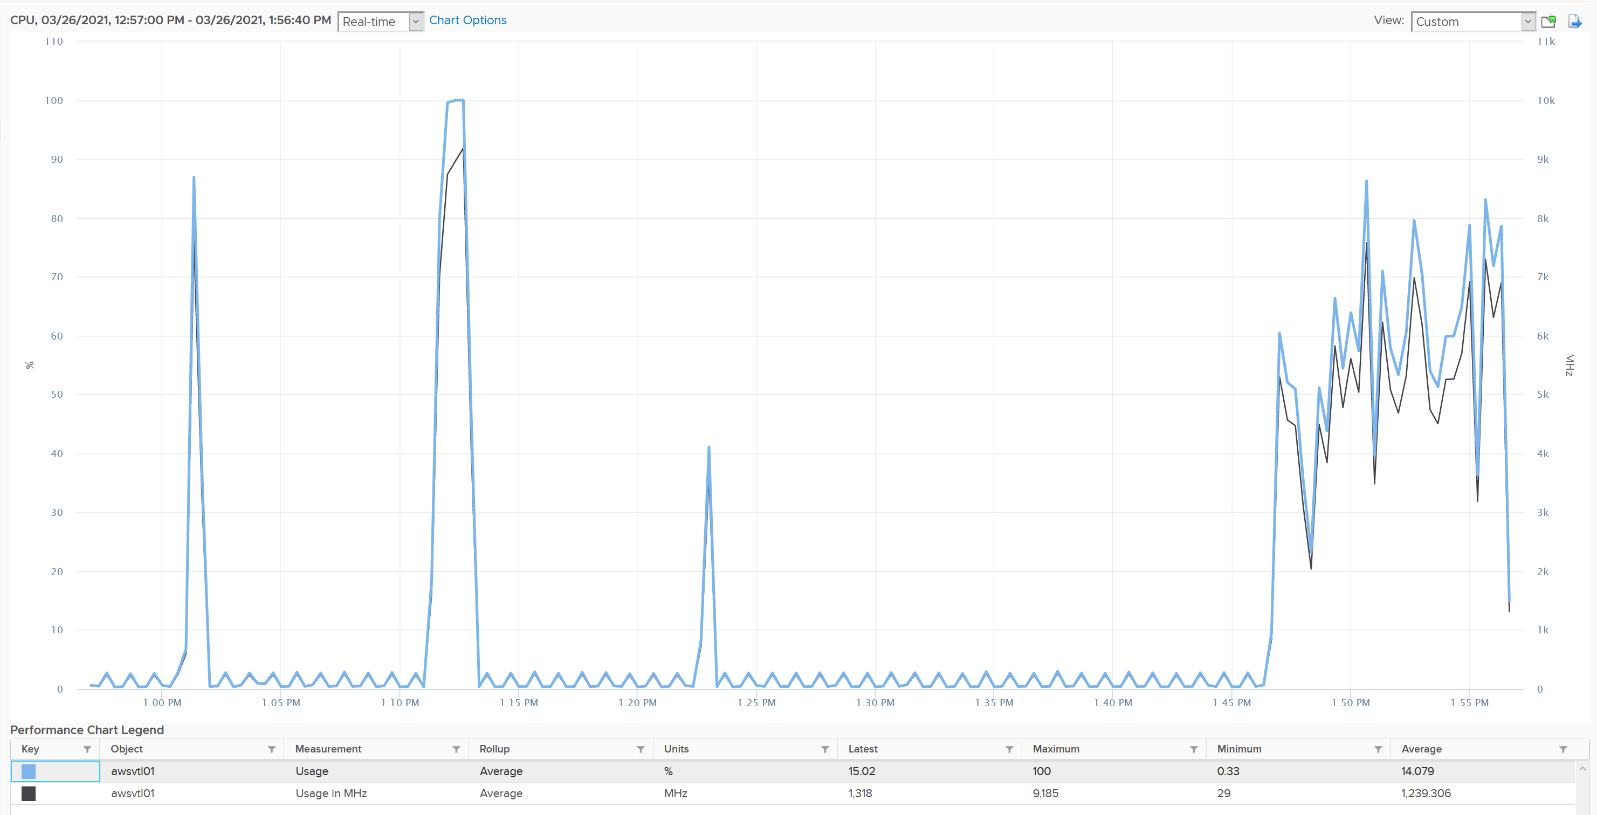 CPU, 03/26/2021, 12:57:00 PM - 03/26/2021, 1:56:40 PM Real-time Chart Options View: Custom
110 11k
100 10k
90 9k
80 8k
70 7k
60 6k
% MHz
50 5k
40 4k
30 3k
20 2k
10 1k
0 0
1:00 PM 1:05 PM 1:10 PM 1:15 PM 1:20 PM 1:25 PM 1:30 PM 1:35 PM 1:40 PM 1:45 PM 1:50 PM 1:55 PM
Performance Chart Legend
Key Object Measurement Rollup Units Latest Maximum Minimum Average
awsvtl01 Usage Average % 15.02 100 0.33 14.079
awsvtl01 Usage in MHz Average MHz 1,318 9,185 29 1,239.306